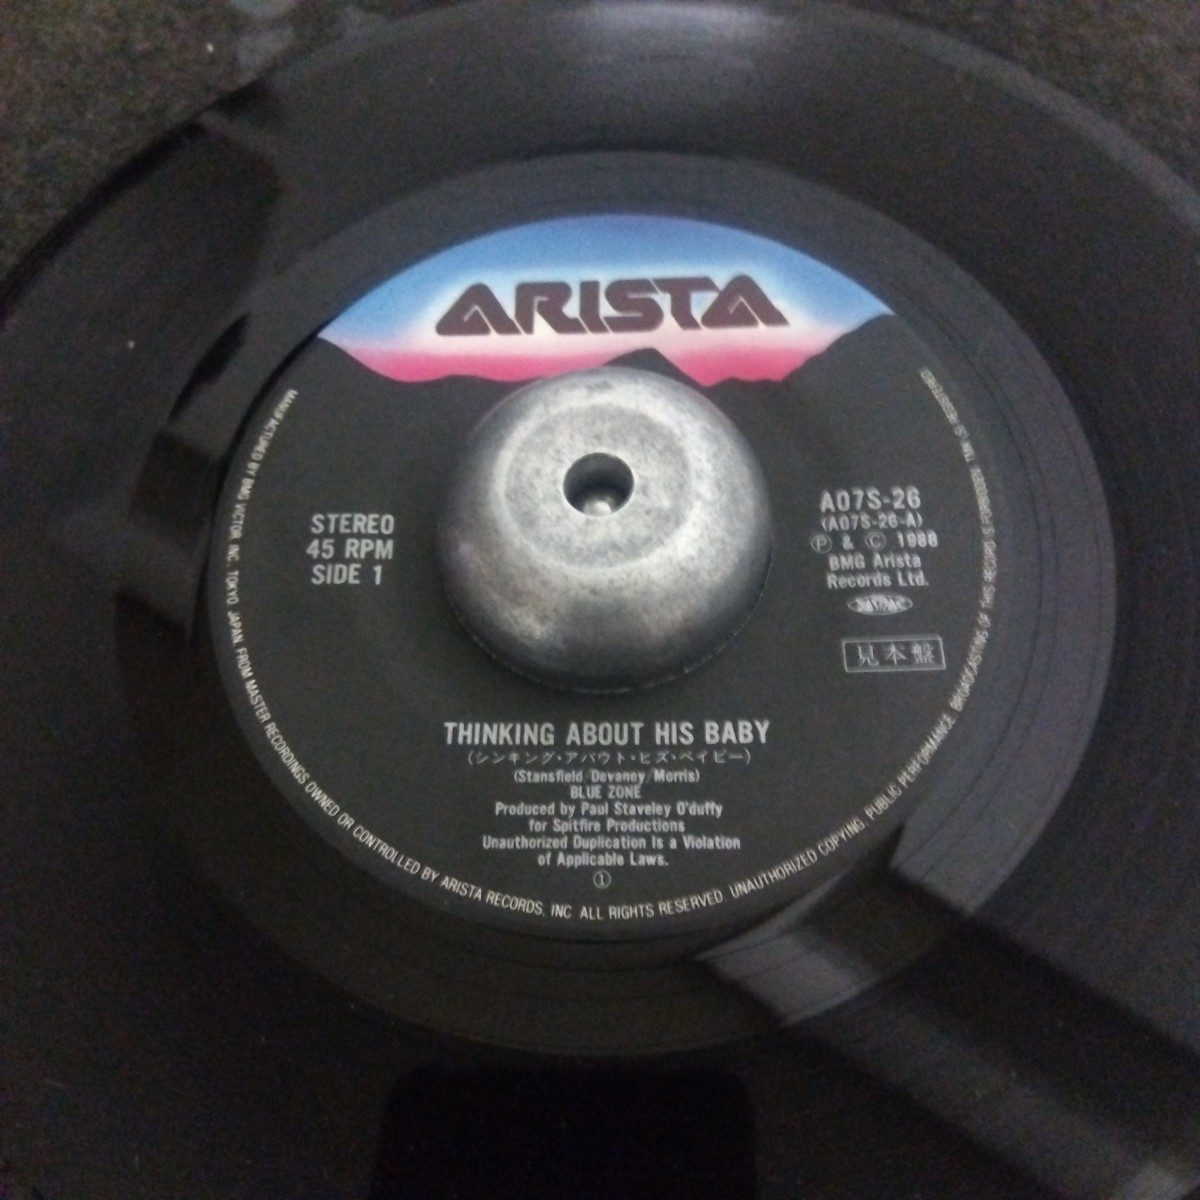 ARISTA
STEREO
45 RPM
SIDE 1
A07S-26
(A07S-26-A)
Ⓟ & Ⓒ 1988
BMG Arista
Records Ltd.
見本盤
THINKING ABOUT HIS BABY
(シンキング・アバウト・ヒズ・ベイビー)
(Stansfield/Devaney/Morris)
BLUE ZONE
Produced by Paul Staveley O'duffy
for Spitfire Productions
Unauthorized Duplication Is a Violation
of Applicable Laws.
①
MANUFACTURED BY BMG VICTOR INC. TOKYO, JAPAN FROM MASTER RECORDINGS OWNED OR CONTROLLED BY ARISTA RECORDS, INC ALL RIGHTS RESERVED. UNAUTHORIZED COPYING, PUBLIC PERFORMANCE, BROADCASTING OF THIS RECORD IS FORBIDDEN.